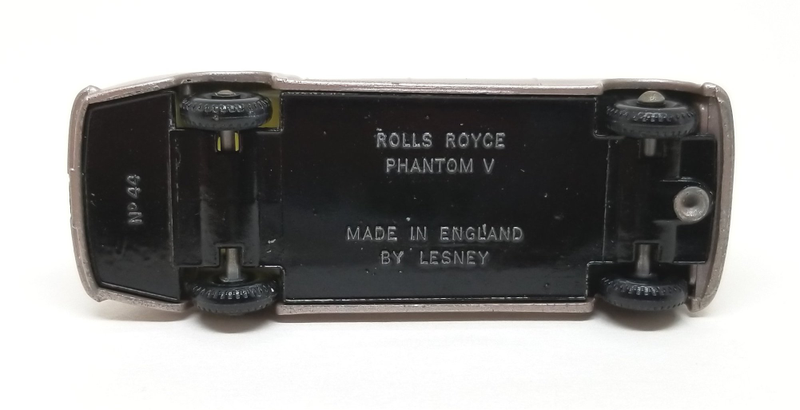 Nº 44
ROLLS ROYCE
PHANTOM V
MADE IN ENGLAND
BY LESNEY